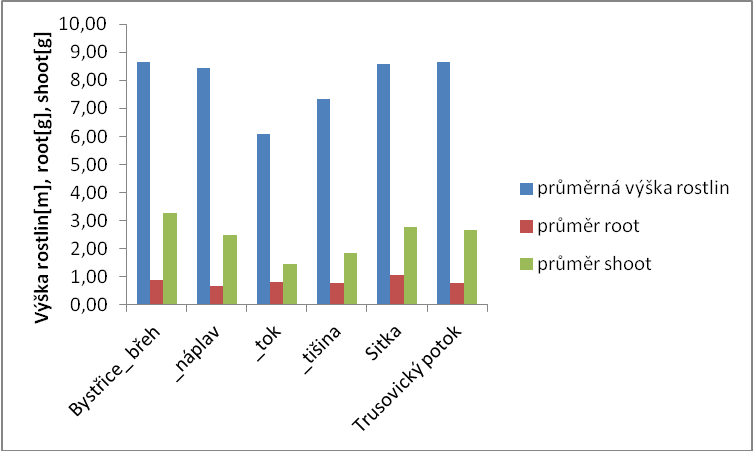 Výška rostlin[m], root[g], shoot[g]
10,00
9,00
8,00
7,00
6,00
5,00
4,00
3,00
2,00
1,00
0,00
Bystřice_ břeh
_náplav
_tok
_tišina
Sitka
Trusovický potok
průměrná výška rostlin
průměr root
průměr shoot